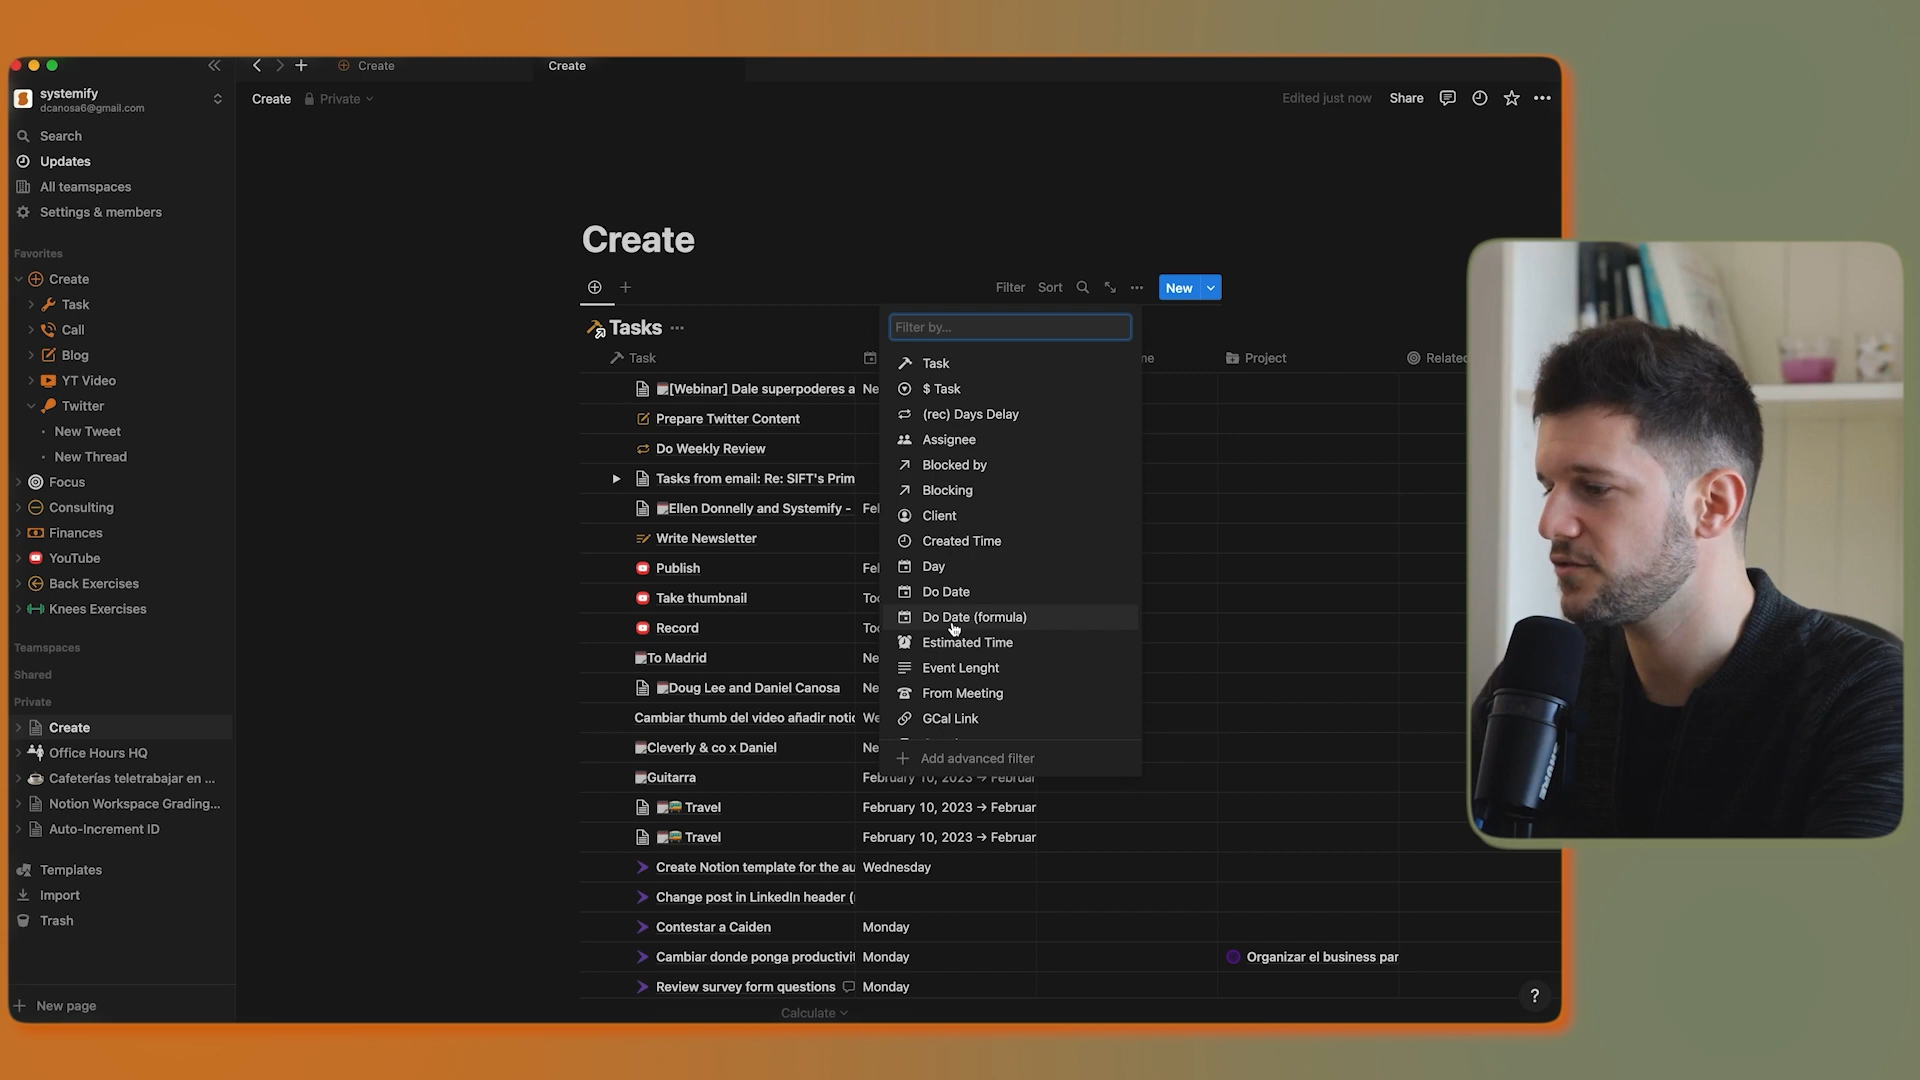 Create
Create
systemify
dcanosa6@gmail.com
Create Private
Edited just now Share
Search
Updates
All teamspaces
Settings & members
Favorites
Create
Task
Call
Blog
YT Video
Twitter
New Tweet
New Thread
Focus
Consulting
Finances
YouTube
Back Exercises
Knees Exercises
Teamspaces
Shared
Private
Create
Office Hours HQ
Cafeterías teletrabajar en ...
Notion Workspace Grading...
Auto-Increment ID
Templates
Import
Trash
New page
Create
Filter Sort New
Tasks
Task
Project
Related
[Webinar] Dale superpoderes a
Prepare Twitter Content
Do Weekly Review
Tasks from email: Re: SIFT's Prim
Ellen Donnelly and Systemify -
Write Newsletter
Publish
Take thumbnail
Record
To Madrid
Doug Lee and Daniel Canosa
Cambiar thumb del video añadir notic
Cleverly & co x Daniel
Guitarra February 10, 2023 → Februar
Travel February 10, 2023 → Februar
Travel February 10, 2023 → Februar
Create Notion template for the au Wednesday
Change post in LinkedIn header (
Contestar a Caiden Monday
Cambiar donde ponga productivit Monday Organizar el business par
Review survey form questions Monday
Calculate
Filter by...
Task
$ Task
(rec) Days Delay
Assignee
Blocked by
Blocking
Client
Created Time
Day
Do Date
Do Date (formula)
Estimated Time
Event Lenght
From Meeting
GCal Link
Add advanced filter
?